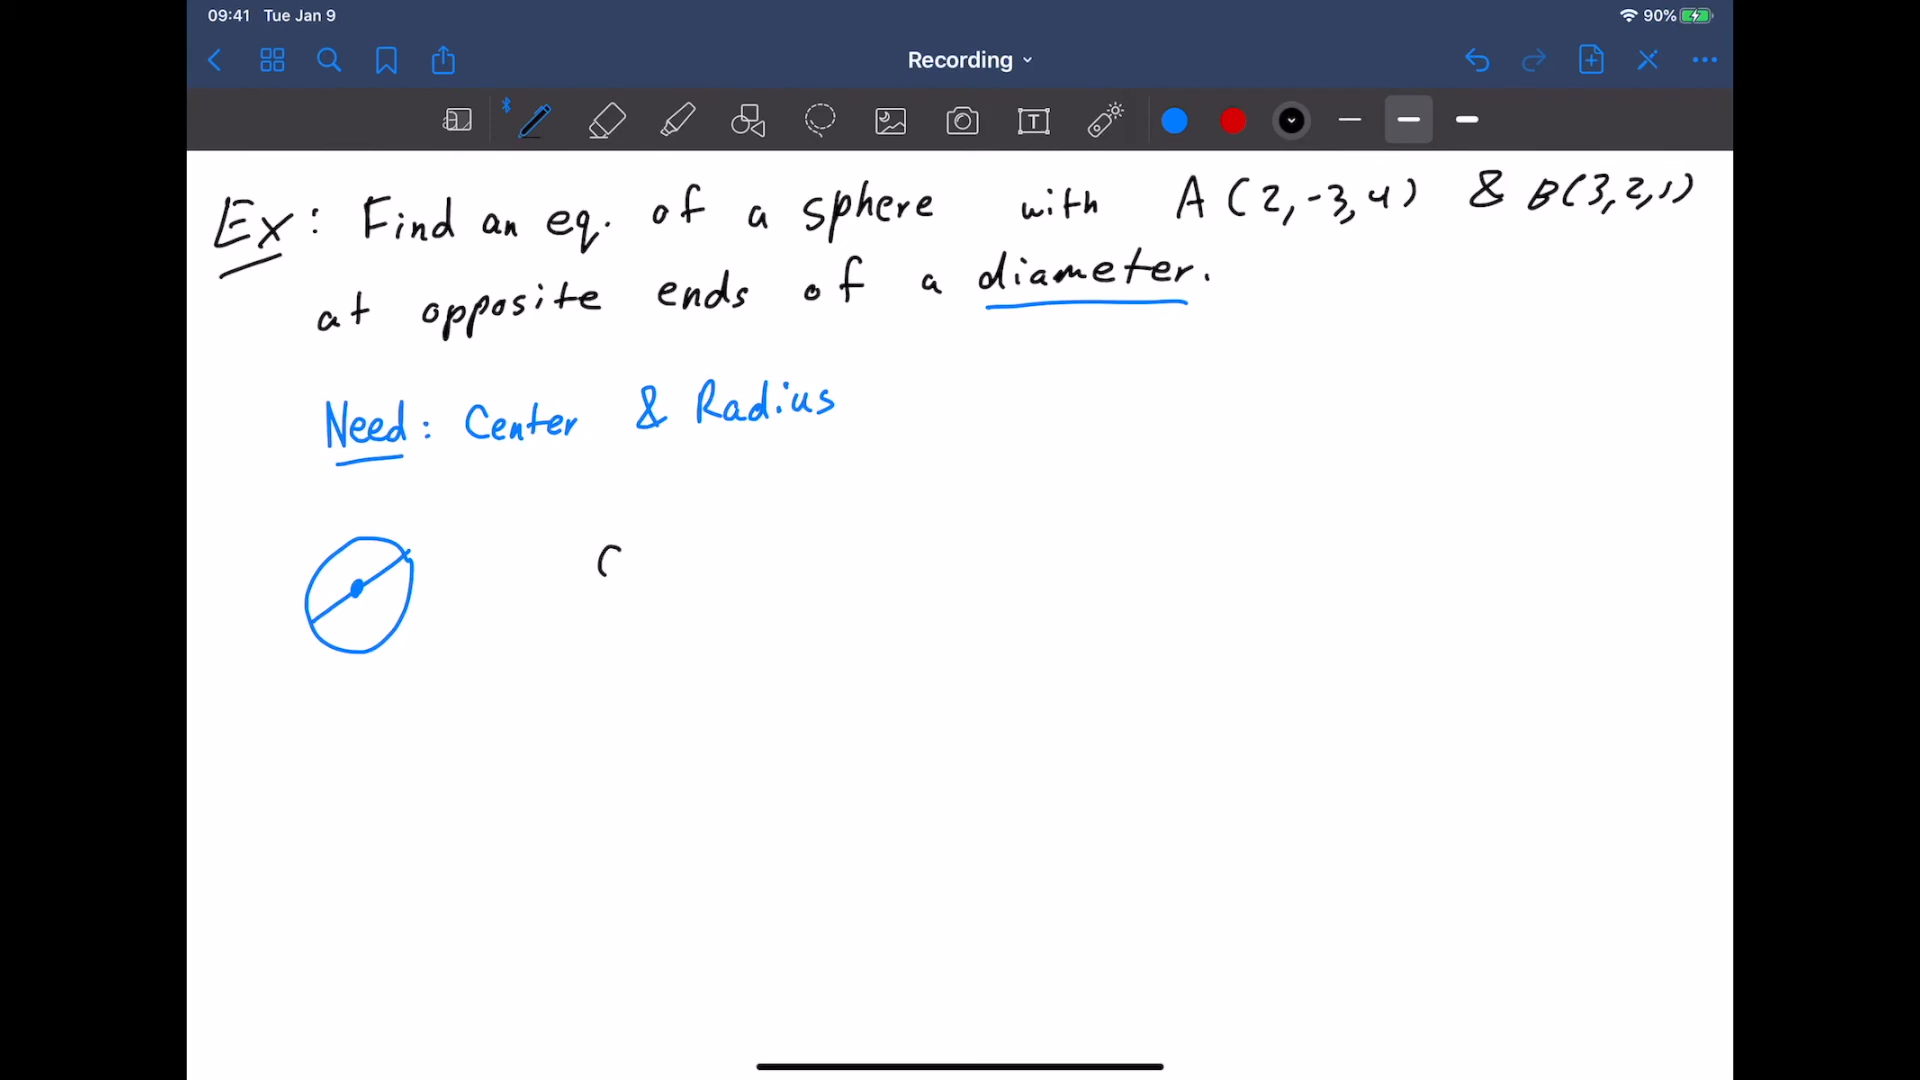 09:41 Tue Jan 9
90%
Recording
T
Ex: Find an eq. of a sphere with A(2,-3,4) & B(3,2,1)
at opposite ends of a diameter.
Need: Center & Radius
C